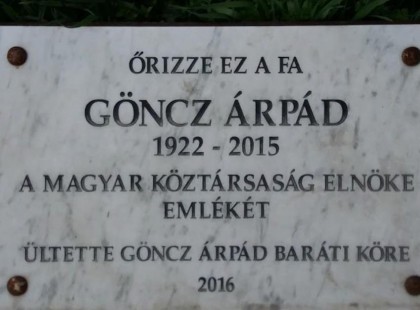 ŐRIZZE EZ A FA
GÖNCZ ÁRPÁD
1922 - 2015
A MAGYAR KÖZTÁRSASÁG ELNÖKE
EMLÉKÉT
ÜLTETTE GÖNCZ ÁRPÁD BARÁTI KÖRE
2016